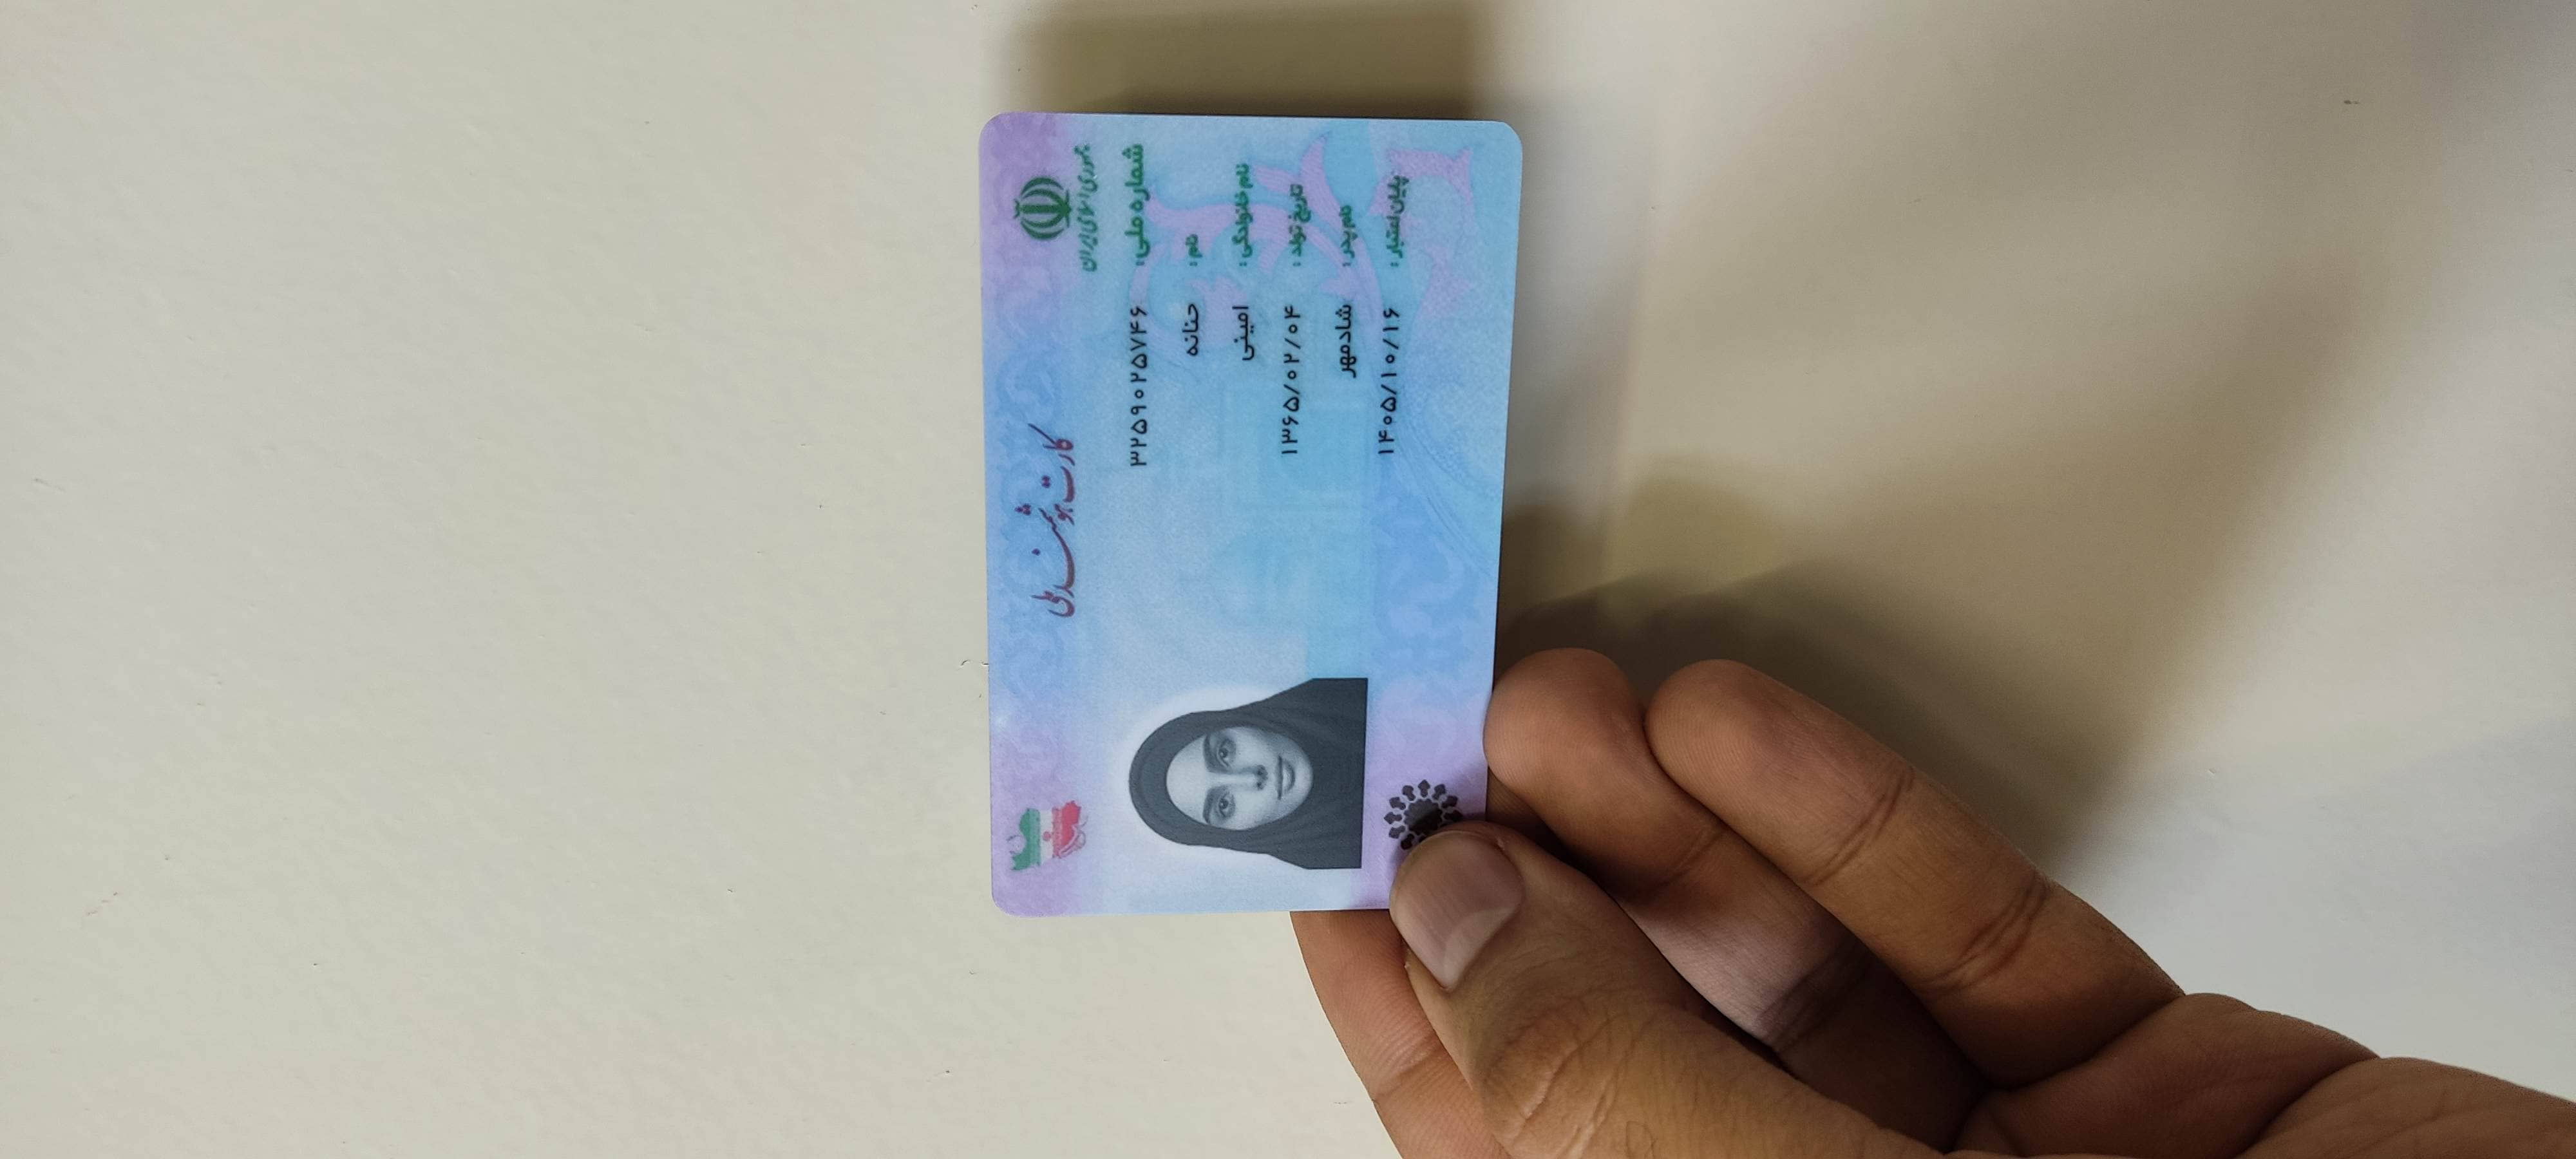 جمهوری اسلامی ایران
کارت هوشمند ملی
شماره ملی: ۳۲۵۹۰۲۵۷۴۶
نام: حنانه
نام خانوادگی: امینی
تاریخ تولد: ۱۳۶۵/۰۲/۰۴
نام پدر: شادمهر
پایان اعتبار: ۱۴۰۵/۱۰/۱۶